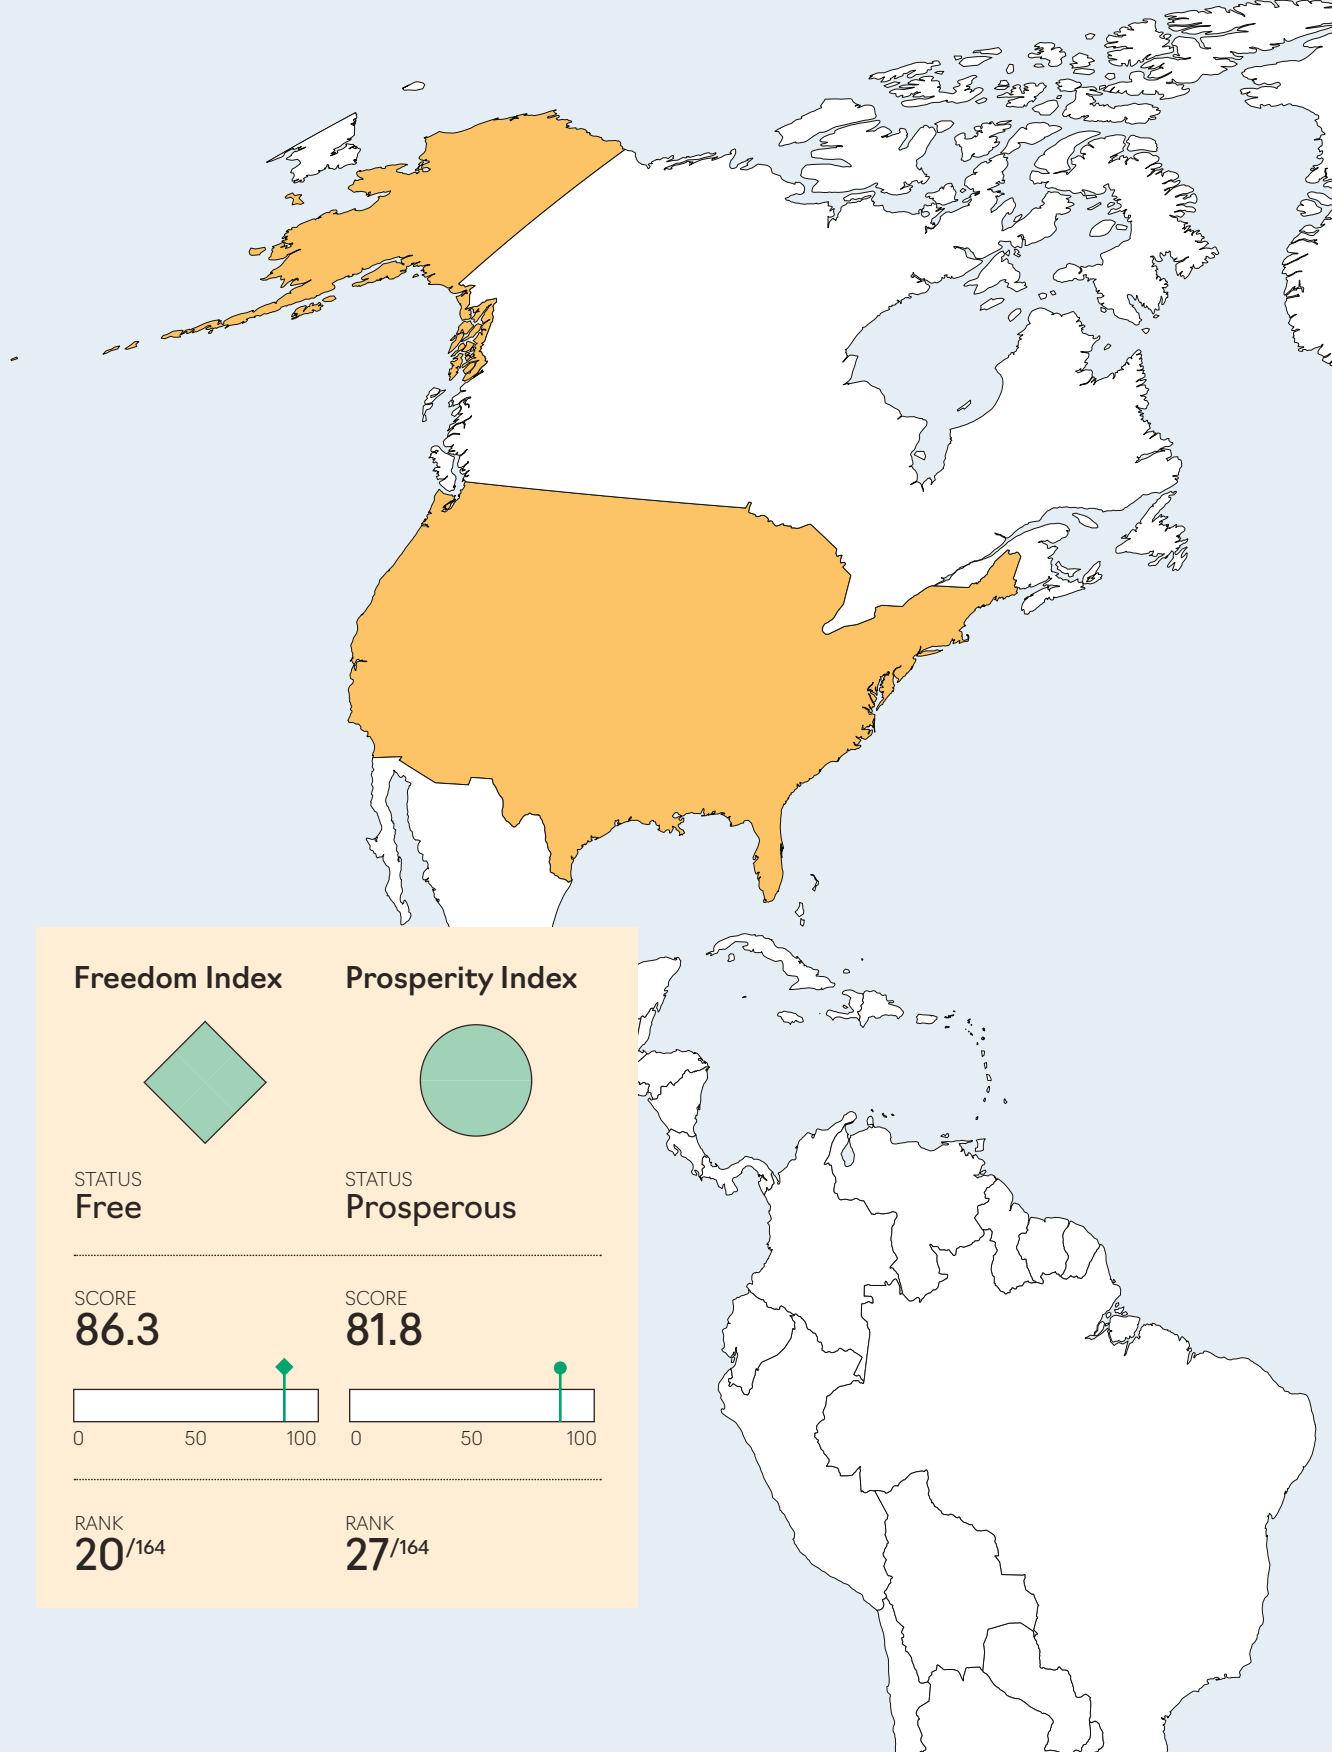 Freedom Index
Prosperity Index
STATUS
Free
STATUS
Prosperous
SCORE
86.3
SCORE
81.8
0 50 100
0 50 100
RANK
20/164
RANK
27/164